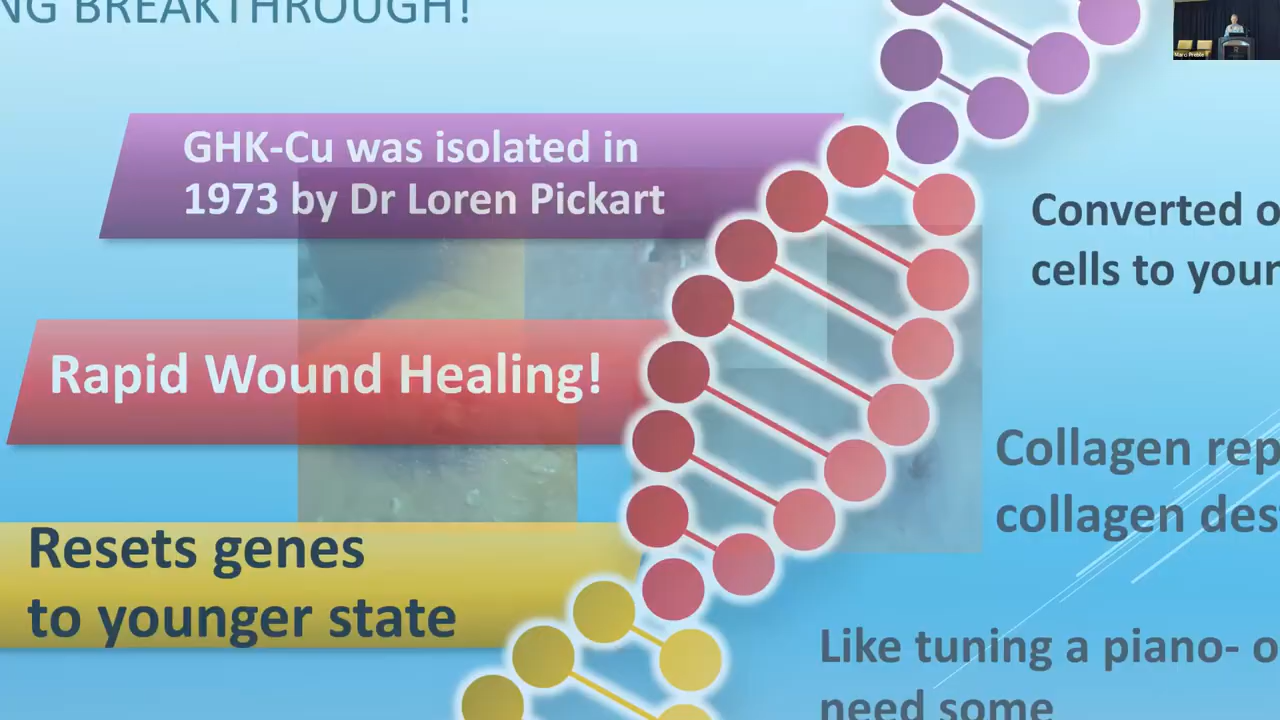 NG BREAKTHROUGH!
GHK-Cu was isolated in
1973 by Dr Loren Pickart
Converted o
cells to your
Rapid Wound Healing!
Collagen rep
collagen des
Resets genes
to younger state
Like tuning a piano- o
need some